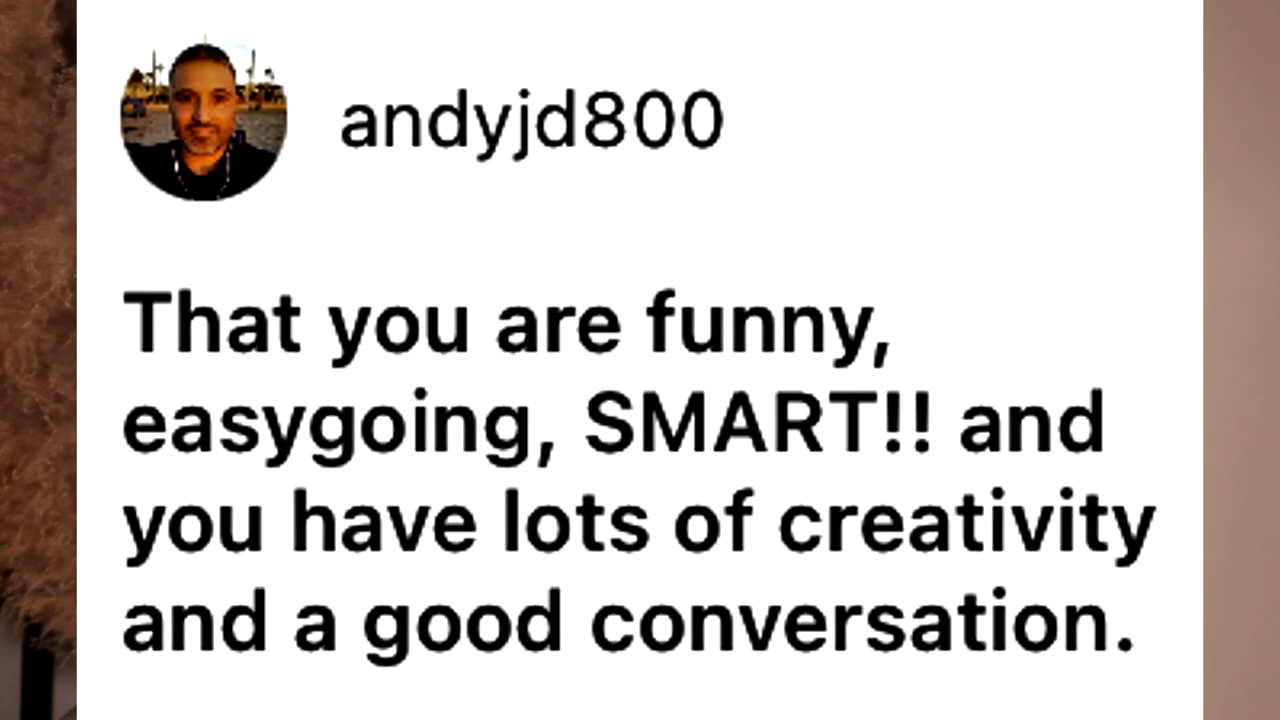 andyjd800
That you are funny,
easygoing, SMART!! and
you have lots of creativity
and a good conversation.